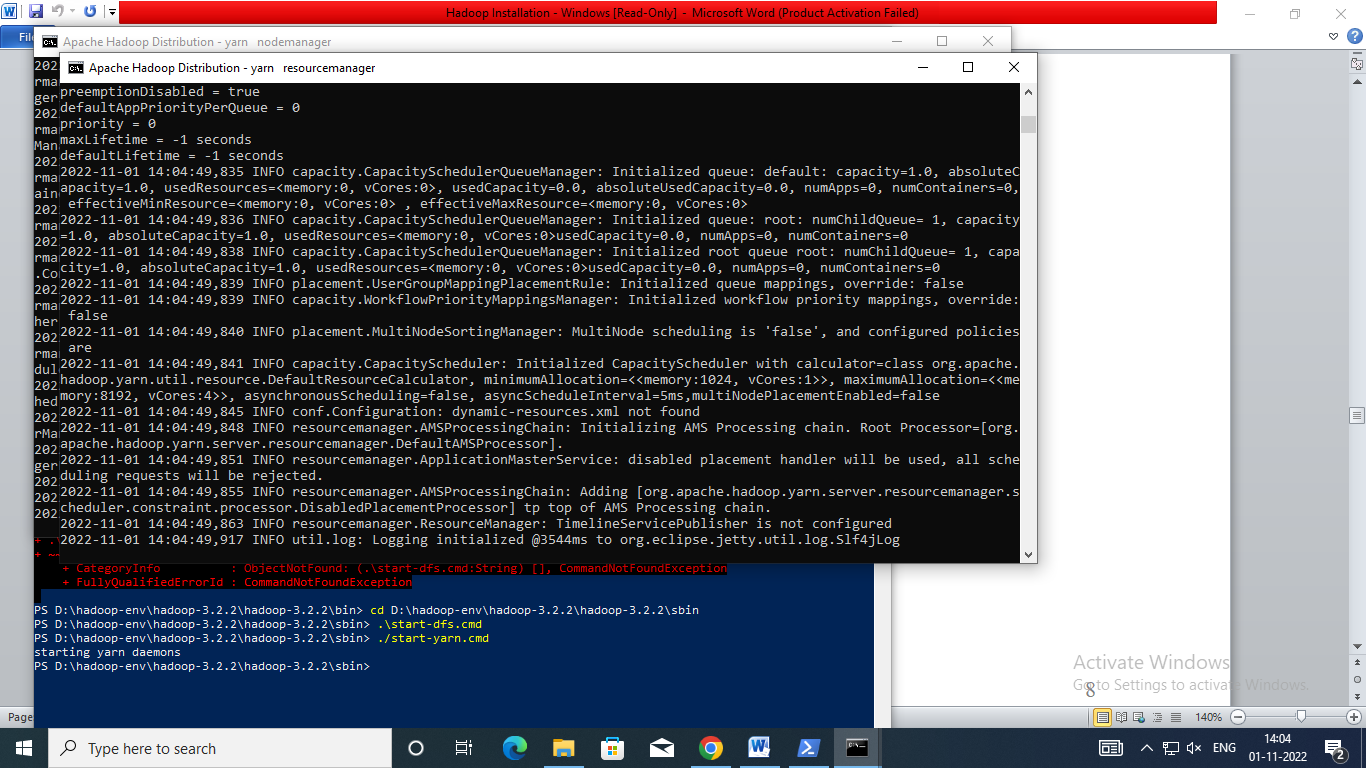 Hadoop Installation - Windows [Read-Only] - Microsoft Word (Product Activation Failed)
Apache Hadoop Distribution - yarn nodemanager
Apache Hadoop Distribution - yarn resourcemanager
preemptionDisabled = true
defaultAppPriorityPerQueue = 0
priority = 0
maxLifetime = -1 seconds
defaultLifetime = -1 seconds
2022-11-01 14:04:49,835 INFO capacity.CapacitySchedulerQueueManager: Initialized queue: default: capacity=1.0, absoluteC
apacity=1.0, usedResources=<memory:0, vCores:0>, usedCapacity=0.0, absoluteUsedCapacity=0.0, numApps=0, numContainers=0,
effectiveMinResource=<memory:0, vCores:0> , effectiveMaxResource=<memory:0, vCores:0>
2022-11-01 14:04:49,836 INFO capacity.CapacitySchedulerQueueManager: Initialized queue: root: numChildQueue= 1, capacity
=1.0, absoluteCapacity=1.0, usedResources=<memory:0, vCores:0>usedCapacity=0.0, numApps=0, numContainers=0
2022-11-01 14:04:49,838 INFO capacity.CapacitySchedulerQueueManager: Initialized root queue root: numChildQueue= 1, capa
city=1.0, absoluteCapacity=1.0, usedResources=<memory:0, vCores:0>usedCapacity=0.0, numApps=0, numContainers=0
2022-11-01 14:04:49,839 INFO placement.UserGroupMappingPlacementRule: Initialized queue mappings, override: false
2022-11-01 14:04:49,839 INFO capacity.WorkflowPriorityMappingsManager: Initialized workflow priority mappings, override:
false
2022-11-01 14:04:49,840 INFO placement.MultiNodeSortingManager: MultiNode scheduling is 'false', and configured policies
are
2022-11-01 14:04:49,841 INFO capacity.CapacityScheduler: Initialized CapacityScheduler with calculator=class org.apache.
hadoop.yarn.util.resource.DefaultResourceCalculator, minimumAllocation=<<memory:1024, vCores:1>>, maximumAllocation=<<me
mory:8192, vCores:4>>, asynchronousScheduling=false, asyncScheduleInterval=5ms,multiNodePlacementEnabled=false
2022-11-01 14:04:49,845 INFO conf.Configuration: dynamic-resources.xml not found
2022-11-01 14:04:49,848 INFO resourcemanager.AMSProcessingChain: Initializing AMS Processing chain. Root Processor=[org.
apache.hadoop.yarn.server.resourcemanager.DefaultAMSProcessor].
2022-11-01 14:04:49,851 INFO resourcemanager.ApplicationMasterService: disabled placement handler will be used, all sche
duling requests will be rejected.
2022-11-01 14:04:49,855 INFO resourcemanager.AMSProcessingChain: Adding [org.apache.hadoop.yarn.server.resourcemanager.s
cheduler.constraint.processor.DisabledPlacementProcessor] tp top of AMS Processing chain.
2022-11-01 14:04:49,863 INFO resourcemanager.ResourceManager: TimelineServicePublisher is not configured
2022-11-01 14:04:49,917 INFO util.log: Logging initialized @3544ms to org.eclipse.jetty.util.log.Slf4jLog
+ CategoryInfo : ObjectNotFound: (.\start-dfs.cmd:String) [], CommandNotFoundException
+ FullyQualifiedErrorId : CommandNotFoundException
PS D:\hadoop-env\hadoop-3.2.2\hadoop-3.2.2\bin> cd D:\hadoop-env\hadoop-3.2.2\hadoop-3.2.2\sbin
PS D:\hadoop-env\hadoop-3.2.2\hadoop-3.2.2\sbin> .\start-dfs.cmd
PS D:\hadoop-env\hadoop-3.2.2\hadoop-3.2.2\sbin> ./start-yarn.cmd
starting yarn daemons
PS D:\hadoop-env\hadoop-3.2.2\hadoop-3.2.2\sbin>
Activate Windows
Go to Settings to activate Windows.
8
Page
140%
Type here to search
ENG
14:04
01-11-2022
2